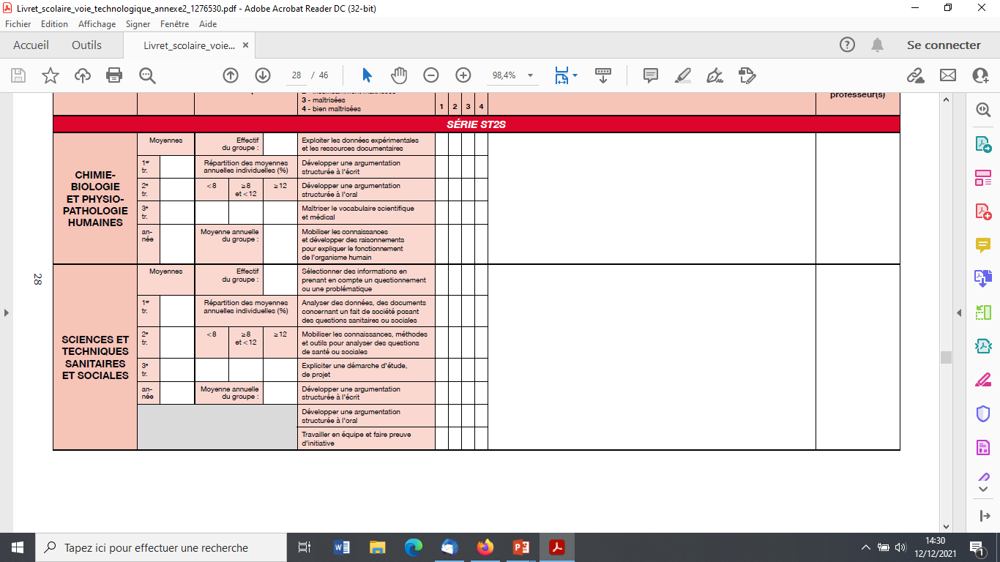 Livret_scolaire_voie_technologique_annexe2_1276530.pdf - Adobe Acrobat Reader DC (32-bit)
Fichier Edition Affichage Signer Fenêtre Aide
Accueil Outils Livret_scolaire_voie... × Se connecter
28 / 46 98,4%
professeur(s)
3 - maîtrisées
4 - bien maîtrisées
1 2 3 4
SÉRIE ST2S
CHIMIE-
BIOLOGIE
ET PHYSIO-
PATHOLOGIE
HUMAINES
Moyennes
Effectif
du groupe :
Exploiter les données expérimentales
et les ressources documentaires
1er
tr.
Répartition des moyennes
annuelles individuelles (%)
Développer une argumentation
structurée à l'écrit
2e
tr.
<8
≥8
et <12
≥12
Développer une argumentation
structurée à l'oral
3e
tr.
Maîtriser le vocabulaire scientifique
et médical
an-
née
Moyenne annuelle
du groupe :
Mobiliser les connaissances
et développer des raisonnements
pour expliquer le fonctionnement
de l'organisme humain
28
SCIENCES ET
TECHNIQUES
SANITAIRES
ET SOCIALES
Moyennes
Effectif
du groupe :
Sélectionner des informations en
prenant en compte un questionnement
ou une problématique
1er
tr.
Répartition des moyennes
annuelles individuelles (%)
Analyser des données, des documents
concernant un fait de société posant
des questions sanitaires ou sociales
2e
tr.
<8
≥8
et <12
≥12
Mobiliser les connaissances, méthodes
et outils pour analyser des questions
de santé ou sociales
3e
tr.
Expliciter une démarche d'étude,
de projet
an-
née
Moyenne annuelle
du groupe :
Développer une argumentation
structurée à l'écrit
Développer une argumentation
structurée à l'oral
Travailler en équipe et faire preuve
d'initiative
Tapez ici pour effectuer une recherche
14:30
12/12/2021
1